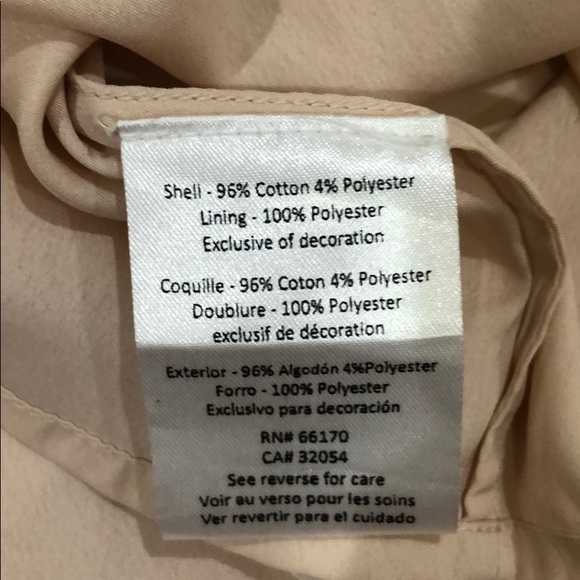 Shell - 96% Cotton 4% Polyester
Lining - 100% Polyester
Exclusive of decoration
Coquille - 96% Coton 4% Polyester
Doublure - 100% Polyester
exclusif de décoration
Exterior - 96% Algodón 4%Polyester
Forro - 100% Polyester
Exclusivo para decoración
RN# 66170
CA# 32054
See reverse for care
Voir au verso pour les soins
Ver revertir para el cuidado